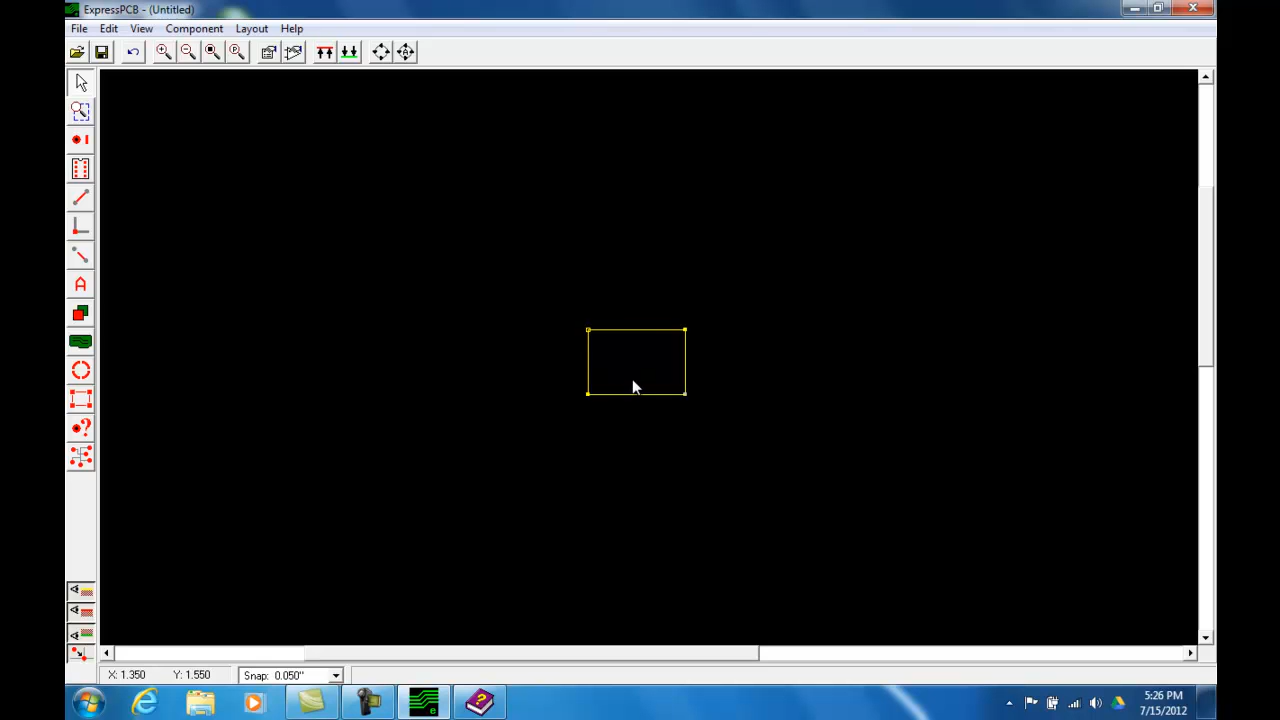 ExpressPCB - (Untitled)
File Edit View Component Layout Help
X: 1.350 Y: 1.550 Snap: 0.050"
5:26 PM
7/15/2012